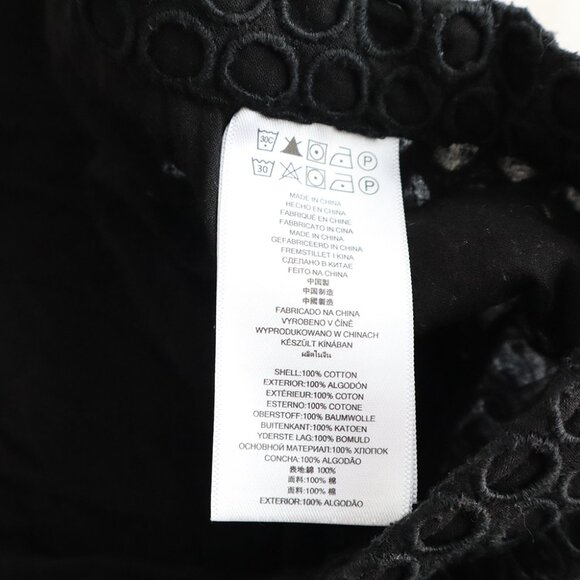 30C P
30 P
MADE IN CHINA
HECHO EN CHINA
FABRIQUÉ EN CHINE
FABBRICATO IN CINA
MADE IN CHINA
GEFABRICEERD IN CHINA
FREMSTILLET I KINA
СДЕЛАНО В КИТАЕ
FEITO NA CHINA
中国製
中国制造
中國製造
FABRICADO NA CHINA
VYROBENO V ČÍNĚ
WYPRODUKOWANO W CHINACH
KÉSZÜLT KÍNÁBAN
ผลิตในจีน
SHELL:100% COTTON
EXTERIOR:100% ALGODÓN
EXTÉRIEUR:100% COTON
ESTERNO:100% COTONE
OBERSTOFF:100% BAUMWOLLE
BUITENKANT:100% KATOEN
YDERSTE LAG:100% BOMULD
ОСНОВНОЙ МАТЕРИАЛ:100% ХЛОПОК
CONCHA:100% ALGODÃO
表地:綿 100%
面料:100% 棉
面料:100% 棉
EXTERIOR:100% ALGODÃO